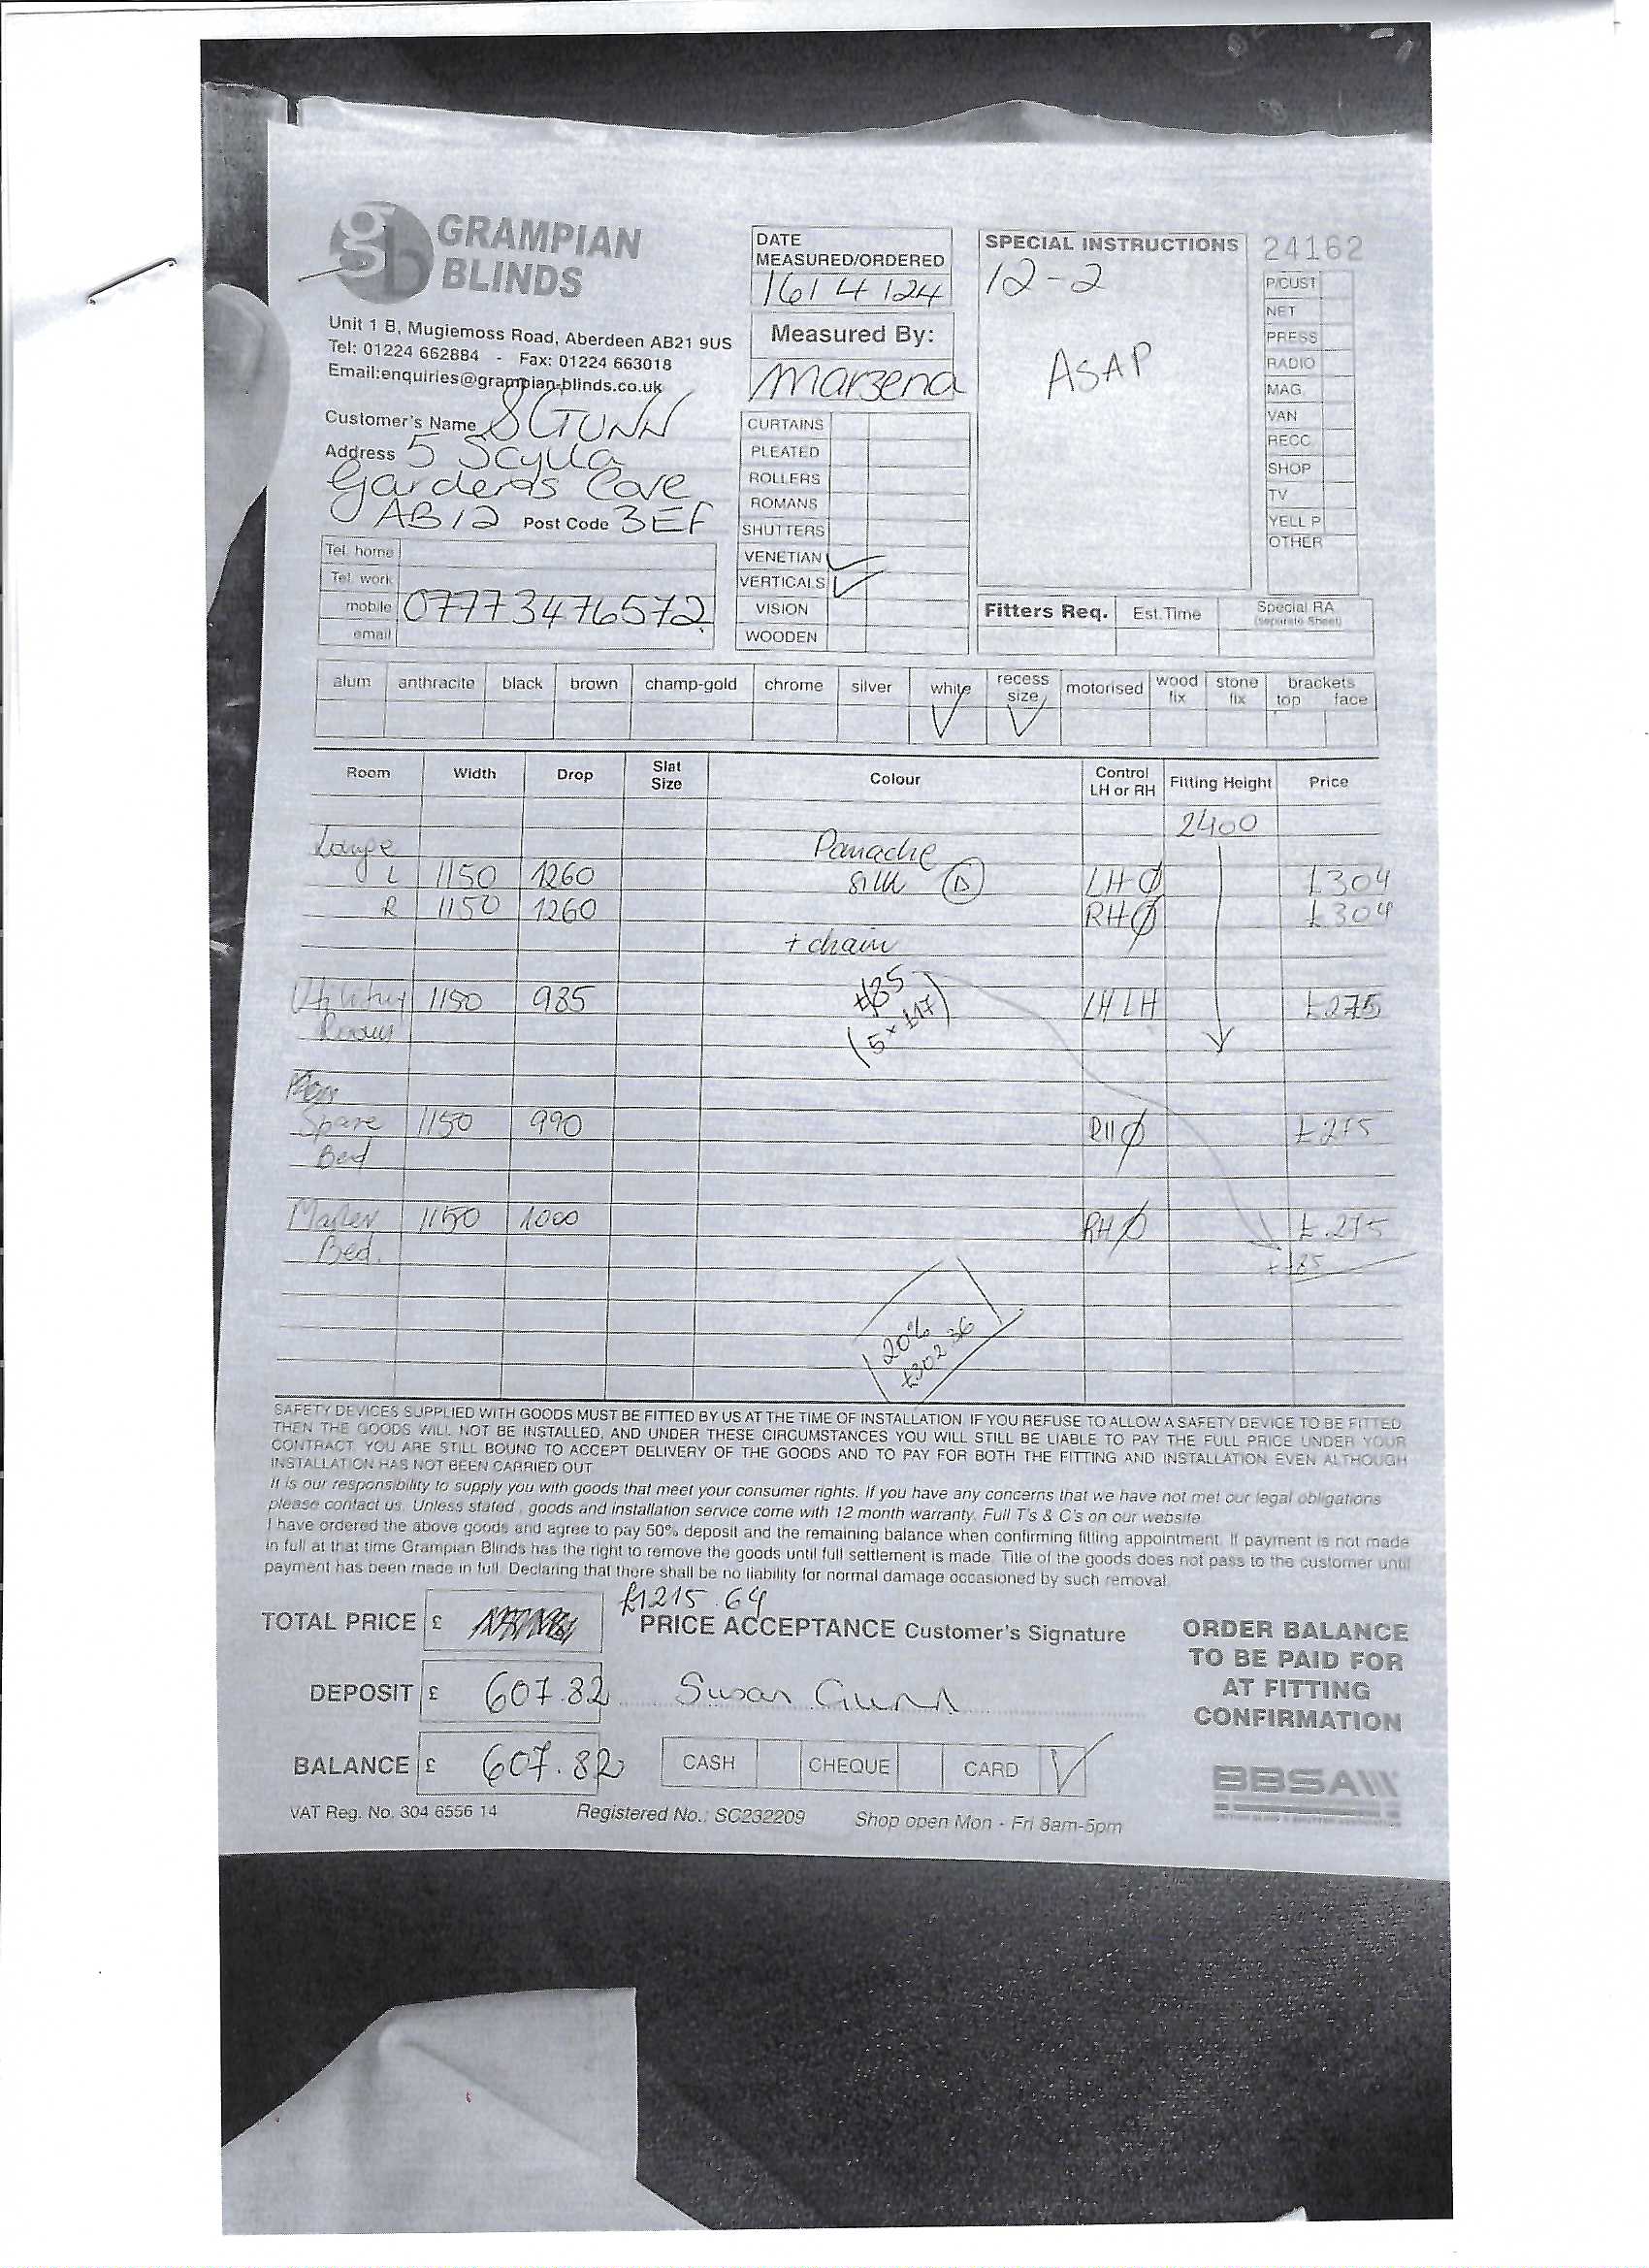 GRAMPIAN
BLINDS
Unit 1 B, Mugiemoss Road, Aberdeen AB21 9US
Tel: 01224 662884 - Fax: 01224 663018
Email:enquiries@grampian-blinds.co.uk
Customer's Name S GUNN
Address 5 Scylla
Gardens Cove
AB12 Post Code 3EF
Tel. home
Tel. work
mobile 07773476572
email
DATE
MEASURED/ORDERED
16/4/24
Measured By:
Marzena
CURTAINS
PLEATED
ROLLERS
ROMANS
SHUTTERS
VENETIAN ✓
VERTICALS ✓
VISION
WOODEN
SPECIAL INSTRUCTIONS
12-2
ASAP
24162
P/CUST
NET
PRESS
RADIO
MAG
VAN
RECC
SHOP
TV
YELL P
OTHER
Fitters Req. Est.Time Special RA
(separate Sheet)
alum anthracite black brown champ-gold chrome silver white recess size motorised wood fix stone fix brackets top face
✓ ✓
Room Width Drop Slat Size Colour Control LH or RH Fitting Height Price
2400
Lounge Panache
L 1150 1260 silk (D) LHO £304
R 1150 1260 RHO £304
+ chain
Utility 1150 985 £85 LH LH £275
Room (5 x £17)
Spare 1150 990 RHO £275
Bed
Master 1150 1000 RHO £275
Bed. + £85
20%
£302.36
SAFETY DEVICES SUPPLIED WITH GOODS MUST BE FITTED BY US AT THE TIME OF INSTALLATION. IF YOU REFUSE TO ALLOW A SAFETY DEVICE TO BE FITTED,
THEN THE GOODS WILL NOT BE INSTALLED, AND UNDER THESE CIRCUMSTANCES YOU WILL STILL BE LIABLE TO PAY THE FULL PRICE UNDER YOUR
CONTRACT. YOU ARE STILL BOUND TO ACCEPT DELIVERY OF THE GOODS AND TO PAY FOR BOTH THE FITTING AND INSTALLATION EVEN ALTHOUGH
INSTALLATION HAS NOT BEEN CARRIED OUT
It is our responsibility to supply you with goods that meet your consumer rights. If you have any concerns that we have not met our legal obligations
please contact us. Unless stated, goods and installation service come with 12 month warranty. Full T's & C's on our website
I have ordered the above goods and agree to pay 50% deposit and the remaining balance when confirming fitting appointment. If payment is not made
in full at that time Grampian Blinds has the right to remove the goods until full settlement is made. Title of the goods does not pass to the customer until
payment has been made in full. Declaring that there shall be no liability for normal damage occasioned by such removal.
£1215.64
TOTAL PRICE £ PRICE ACCEPTANCE Customer's Signature
DEPOSIT £ 607.82 Susan Gunn
BALANCE £ 607.82 CASH CHEQUE CARD ✓
ORDER BALANCE
TO BE PAID FOR
AT FITTING
CONFIRMATION
BBSA
VAT Reg. No. 304 6556 14 Registered No.: SC232209 Shop open Mon - Fri 8am-5pm